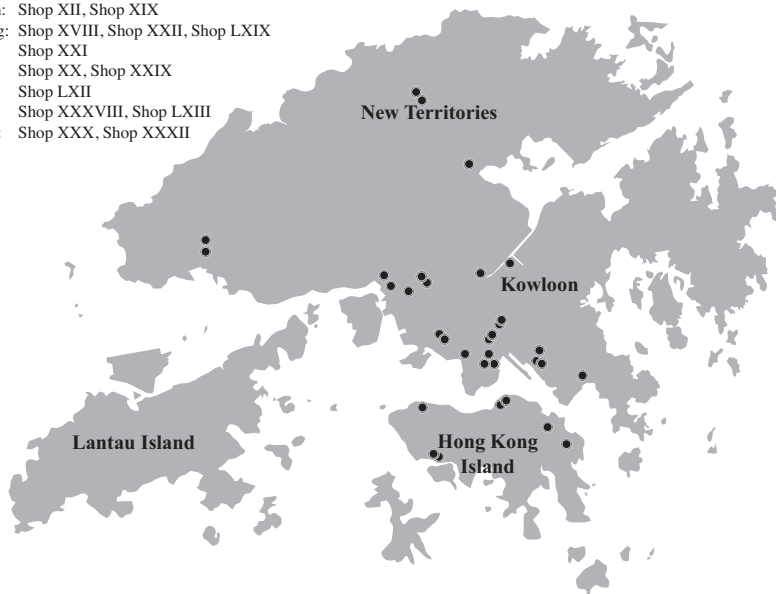 : Shop XII, Shop XIX
g: Shop XVIII, Shop XXII, Shop LXIX
Shop XXI
Shop XX, Shop XXIX
Shop LXII
Shop XXXVIII, Shop LXIII
: Shop XXX, Shop XXXII
New Territories
Kowloon
Lantau Island
Hong Kong
Island